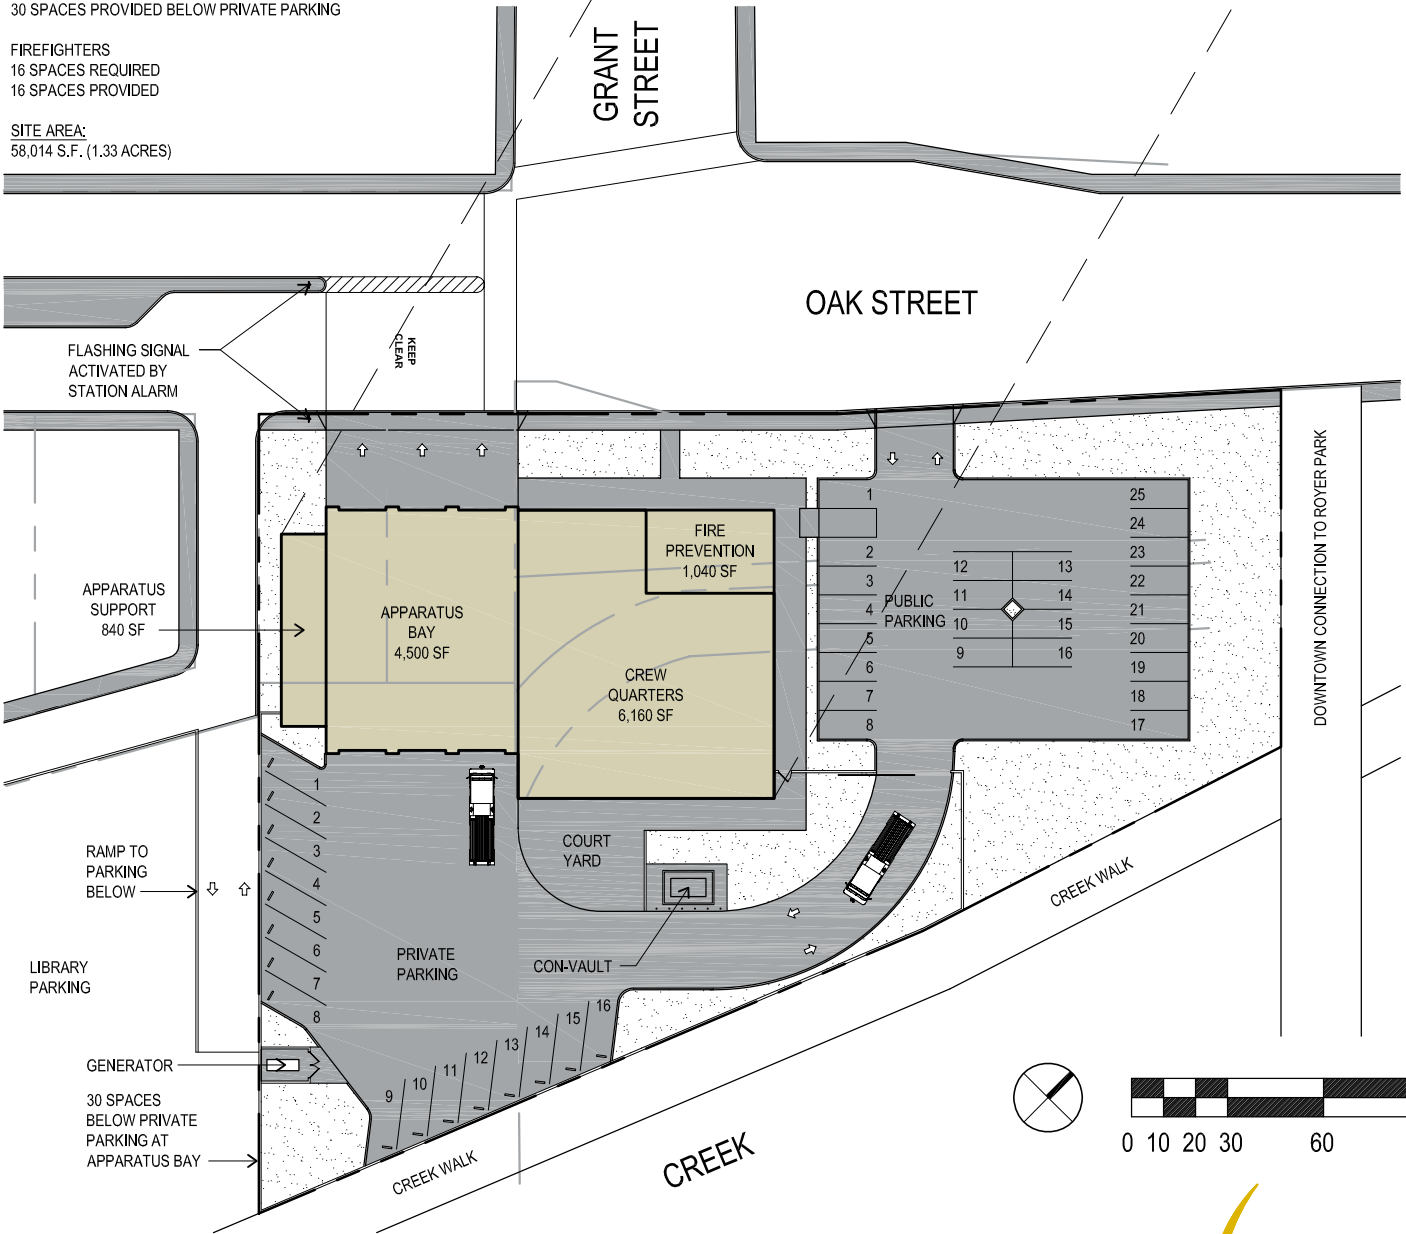 30 SPACES PROVIDED BELOW PRIVATE PARKING
FIREFIGHTERS
16 SPACES REQUIRED
16 SPACES PROVIDED
SITE AREA:
58,014 S.F. (1.33 ACRES)
GRANT
STREET
OAK STREET
KEEP
CLEAR
FLASHING SIGNAL
ACTIVATED BY
STATION ALARM
APPARATUS
SUPPORT
840 SF
APPARATUS
BAY
4,500 SF
FIRE
PREVENTION
1,040 SF
CREW
QUARTERS
6,160 SF
PUBLIC
PARKING
1
2
3
4
5
6
7
8
12
11
10
9
13
14
15
16
25
24
23
22
21
20
19
18
17
DOWNTOWN CONNECTION TO ROYER PARK
RAMP TO
PARKING
BELOW
LIBRARY
PARKING
1
2
3
4
5
6
7
8
PRIVATE
PARKING
COURT
YARD
CON-VAULT
9
10
11
12
13
14
15
16
GENERATOR
30 SPACES
BELOW PRIVATE
PARKING AT
APPARATUS BAY
CREEK WALK
CREEK WALK
CREEK
0 10 20 30 60